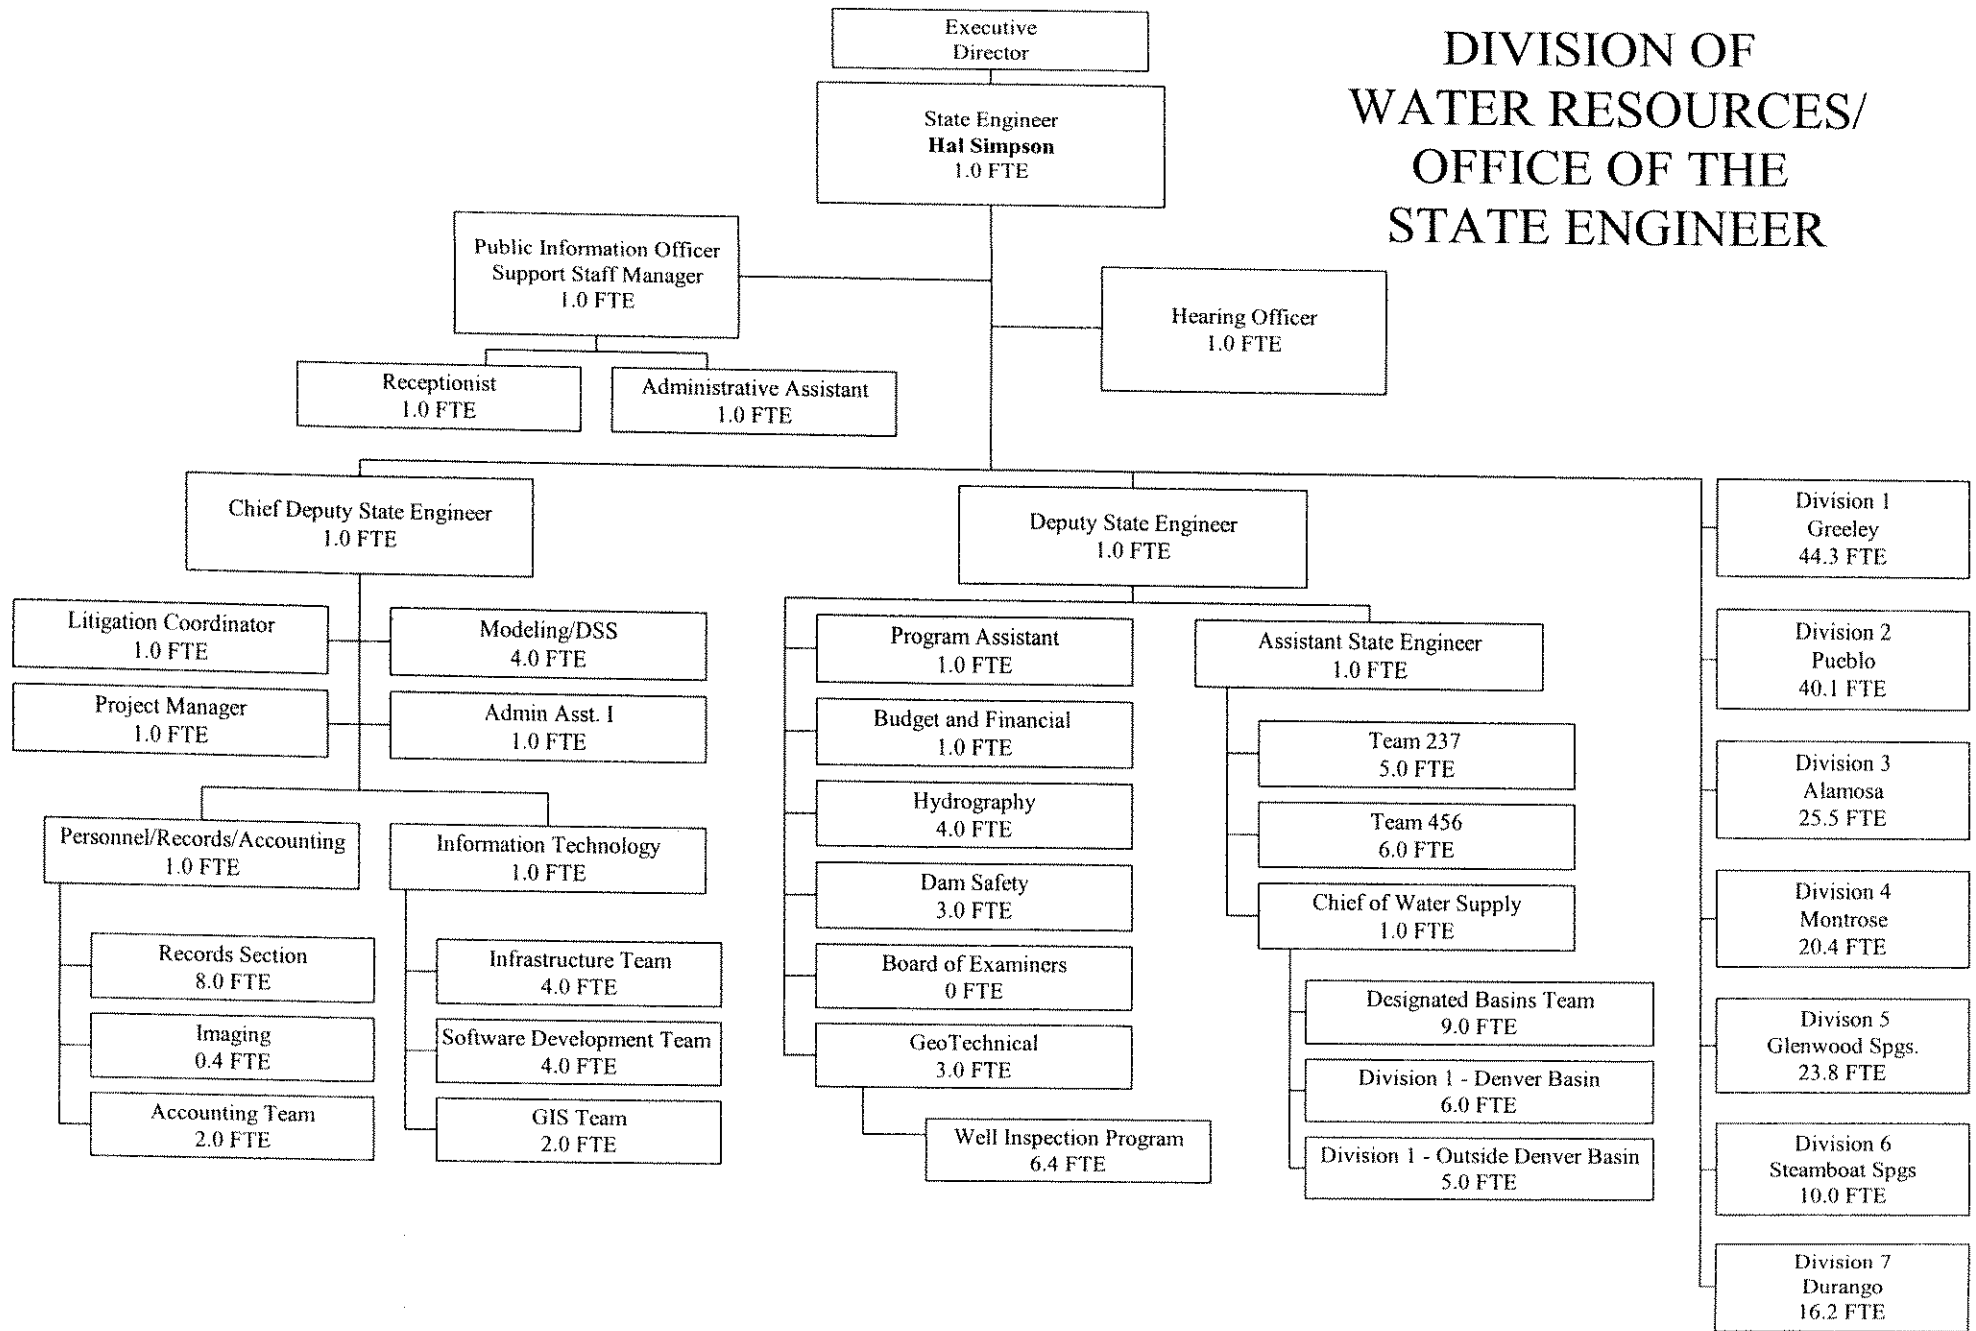 Executive
Director
DIVISION OF
WATER RESOURCES/
OFFICE OF THE
STATE ENGINEER
State Engineer
Hal Simpson
1.0 FTE
Public Information Officer
Support Staff Manager
1.0 FTE
Hearing Officer
1.0 FTE
Receptionist
1.0 FTE
Administrative Assistant
1.0 FTE
Chief Deputy State Engineer
1.0 FTE
Litigation Coordinator
1.0 FTE
Modeling/DSS
4.0 FTE
Project Manager
1.0 FTE
Admin Asst. I
1.0 FTE
Personnel/Records/Accounting
1.0 FTE
Records Section
8.0 FTE
Imaging
0.4 FTE
Accounting Team
2.0 FTE
Information Technology
1.0 FTE
Infrastructure Team
4.0 FTE
Software Development Team
4.0 FTE
GIS Team
2.0 FTE
Deputy State Engineer
1.0 FTE
Program Assistant
1.0 FTE
Budget and Financial
1.0 FTE
Hydrography
4.0 FTE
Dam Safety
3.0 FTE
Board of Examiners
0 FTE
GeoTechnical
3.0 FTE
Well Inspection Program
6.4 FTE
Assistant State Engineer
1.0 FTE
Team 237
5.0 FTE
Team 456
6.0 FTE
Chief of Water Supply
1.0 FTE
Designated Basins Team
9.0 FTE
Division 1 - Denver Basin
6.0 FTE
Division 1 - Outside Denver Basin
5.0 FTE
Division 1
Greeley
44.3 FTE
Division 2
Pueblo
40.1 FTE
Division 3
Alamosa
25.5 FTE
Division 4
Montrose
20.4 FTE
Divison 5
Glenwood Spgs.
23.8 FTE
Division 6
Steamboat Spgs
10.0 FTE
Division 7
Durango
16.2 FTE